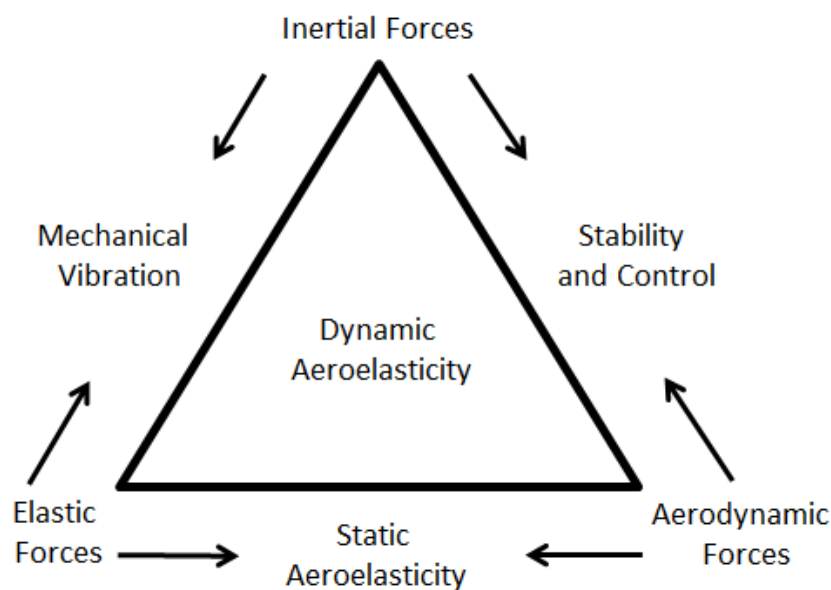 Inertial Forces
Mechanical
Vibration
Stability
and Control
Dynamic
Aeroelasticity
Elastic
Forces
Static
Aeroelasticity
Aerodynamic
Forces